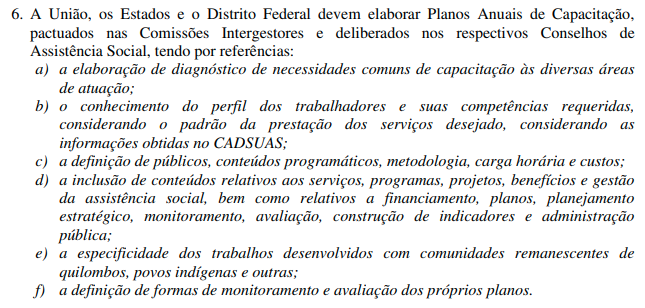 6. A União, os Estados e o Distrito Federal devem elaborar Planos Anuais de Capacitação,
pactuados nas Comissões Intergestores e deliberados nos respectivos Conselhos de
Assistência Social, tendo por referências:
a) a elaboração de diagnóstico de necessidades comuns de capacitação às diversas áreas
de atuação;
b) o conhecimento do perfil dos trabalhadores e suas competências requeridas,
considerando o padrão da prestação dos serviços desejado, considerando as
informações obtidas no CADSUAS;
c) a definição de públicos, conteúdos programáticos, metodologia, carga horária e custos;
d) a inclusão de conteúdos relativos aos serviços, programas, projetos, benefícios e gestão
da assistência social, bem como relativos a financiamento, planos, planejamento
estratégico, monitoramento, avaliação, construção de indicadores e administração
pública;
e) a especificidade dos trabalhos desenvolvidos com comunidades remanescentes de
quilombos, povos indígenas e outras;
f) a definição de formas de monitoramento e avaliação dos próprios planos.